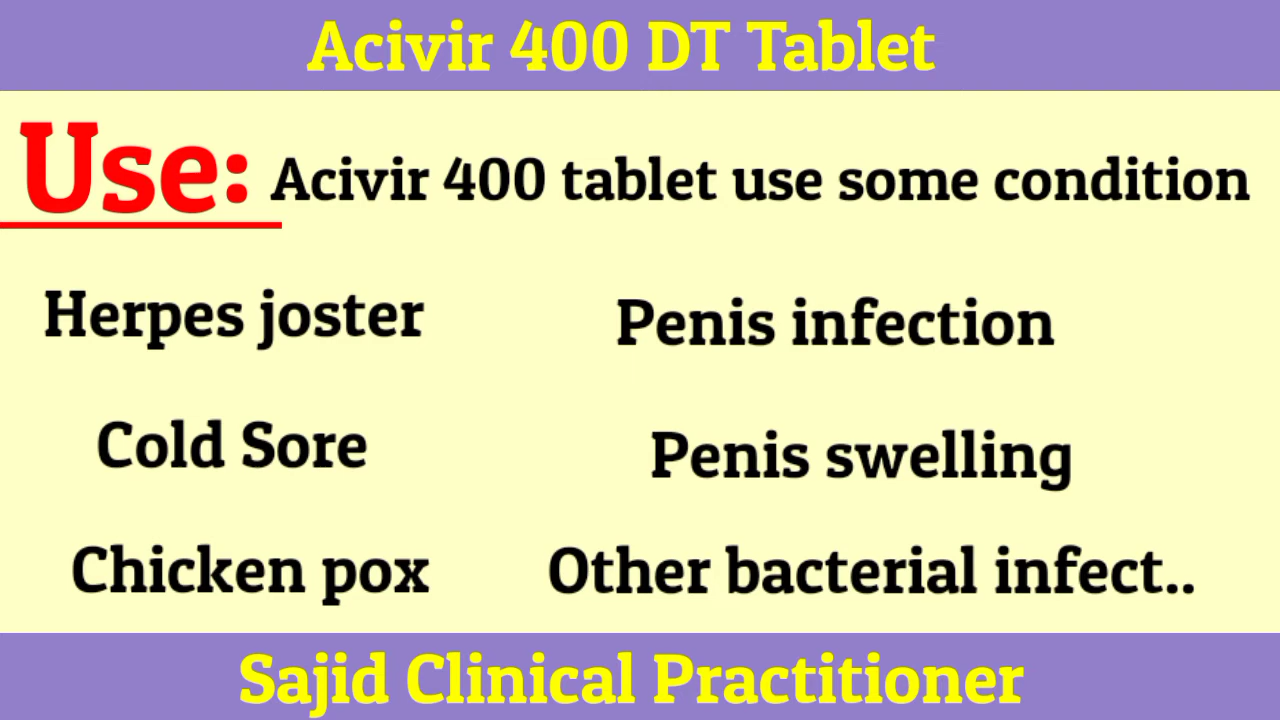 Acivir 400 DT Tablet
Use: Acivir 400 tablet use some condition
Herpes joster
Penis infection
Cold Sore
Penis swelling
Chicken pox
Other bacterial infect..
Sajid Clinical Practitioner